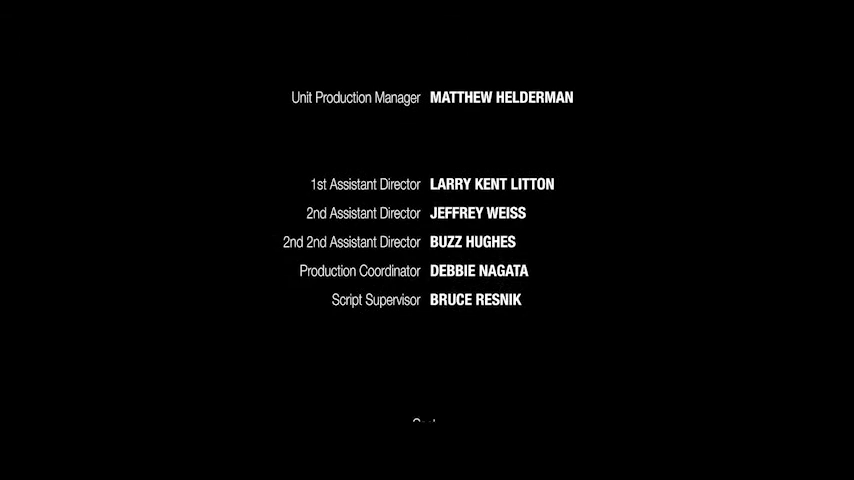 Unit Production Manager MATTHEW HELDERMAN
1st Assistant Director LARRY KENT LITTON
2nd Assistant Director JEFFREY WEISS
2nd 2nd Assistant Director BUZZ HUGHES
Production Coordinator DEBBIE NAGATA
Script Supervisor BRUCE RESNIK